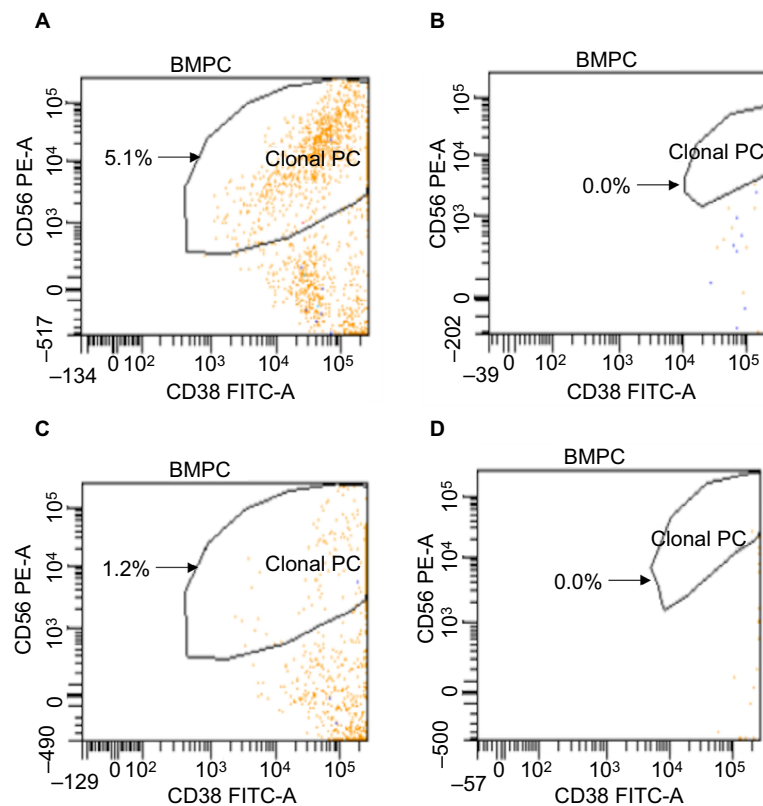 A
BMPC
CD56 PE-A
10⁵
10⁴
10³
0
–517
5.1%
Clonal PC
–134
0 10² 10³ 10⁴ 10⁵
CD38 FITC-A
B
BMPC
CD56 PE-A
10⁵
10⁴
10³
0
–202
0.0%
Clonal PC
–39
0 10² 10³ 10⁴ 10⁵
CD38 FITC-A
C
BMPC
CD56 PE-A
10⁵
10⁴
10³
0
–490
1.2%
Clonal PC
–129
0 10² 10³ 10⁴ 10⁵
CD38 FITC-A
D
BMPC
CD56 PE-A
10⁵
10⁴
10³
0
–500
0.0%
Clonal PC
–57
0 10² 10³ 10⁴ 10⁵
CD38 FITC-A